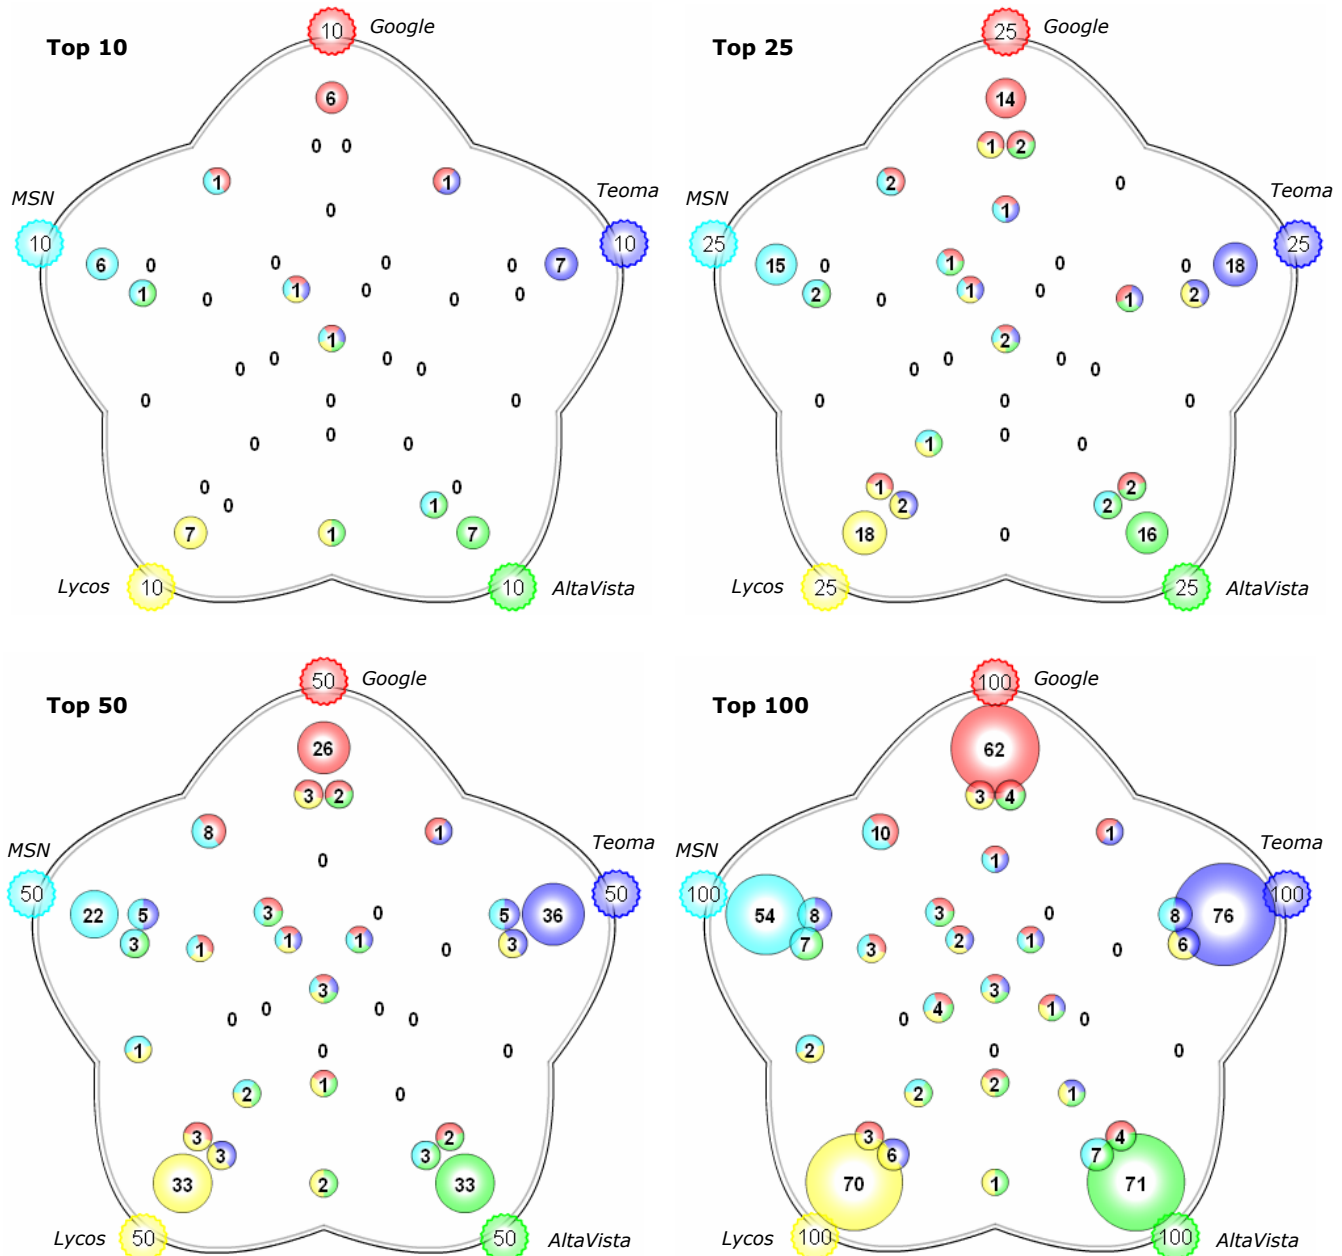 10 Google
Top 10
6
0 0
1 1
MSN Teoma
0
10 10
6 0 0 0 0 7
1 0 1 0 0 0
1
0 0
0 0
0 0 0
0
0 0
0 0
0 1
7 1 7
Lycos 10 10 AltaVista
25 Google
Top 25
14
1 2
2 0
MSN Teoma
1
25 25
15 0 1 0 0 18
2 0 1 0 1 2
2
0 0
0 0
0 0 0
0
1 0
1 2
2 2
18 0 16
Lycos 25 25 AltaVista
50 Google
Top 50
26
3 2
8 1
MSN Teoma
0
50 50
22 5 3 0 5 36
3 1 1 1 0 3
3
0 0
0 0
1 0 0
1
2 0
3 2
3 3
33 2 33
Lycos 50 50 AltaVista
100 Google
Top 100
62
3 4
10 1
MSN Teoma
1
100 100
54 8 3 0 8 76
7 3 2 1 0 6
3
4 1
0 0
2 0 0
2
2 1
3 4
6 7
70 1 71
Lycos 100 100 AltaVista